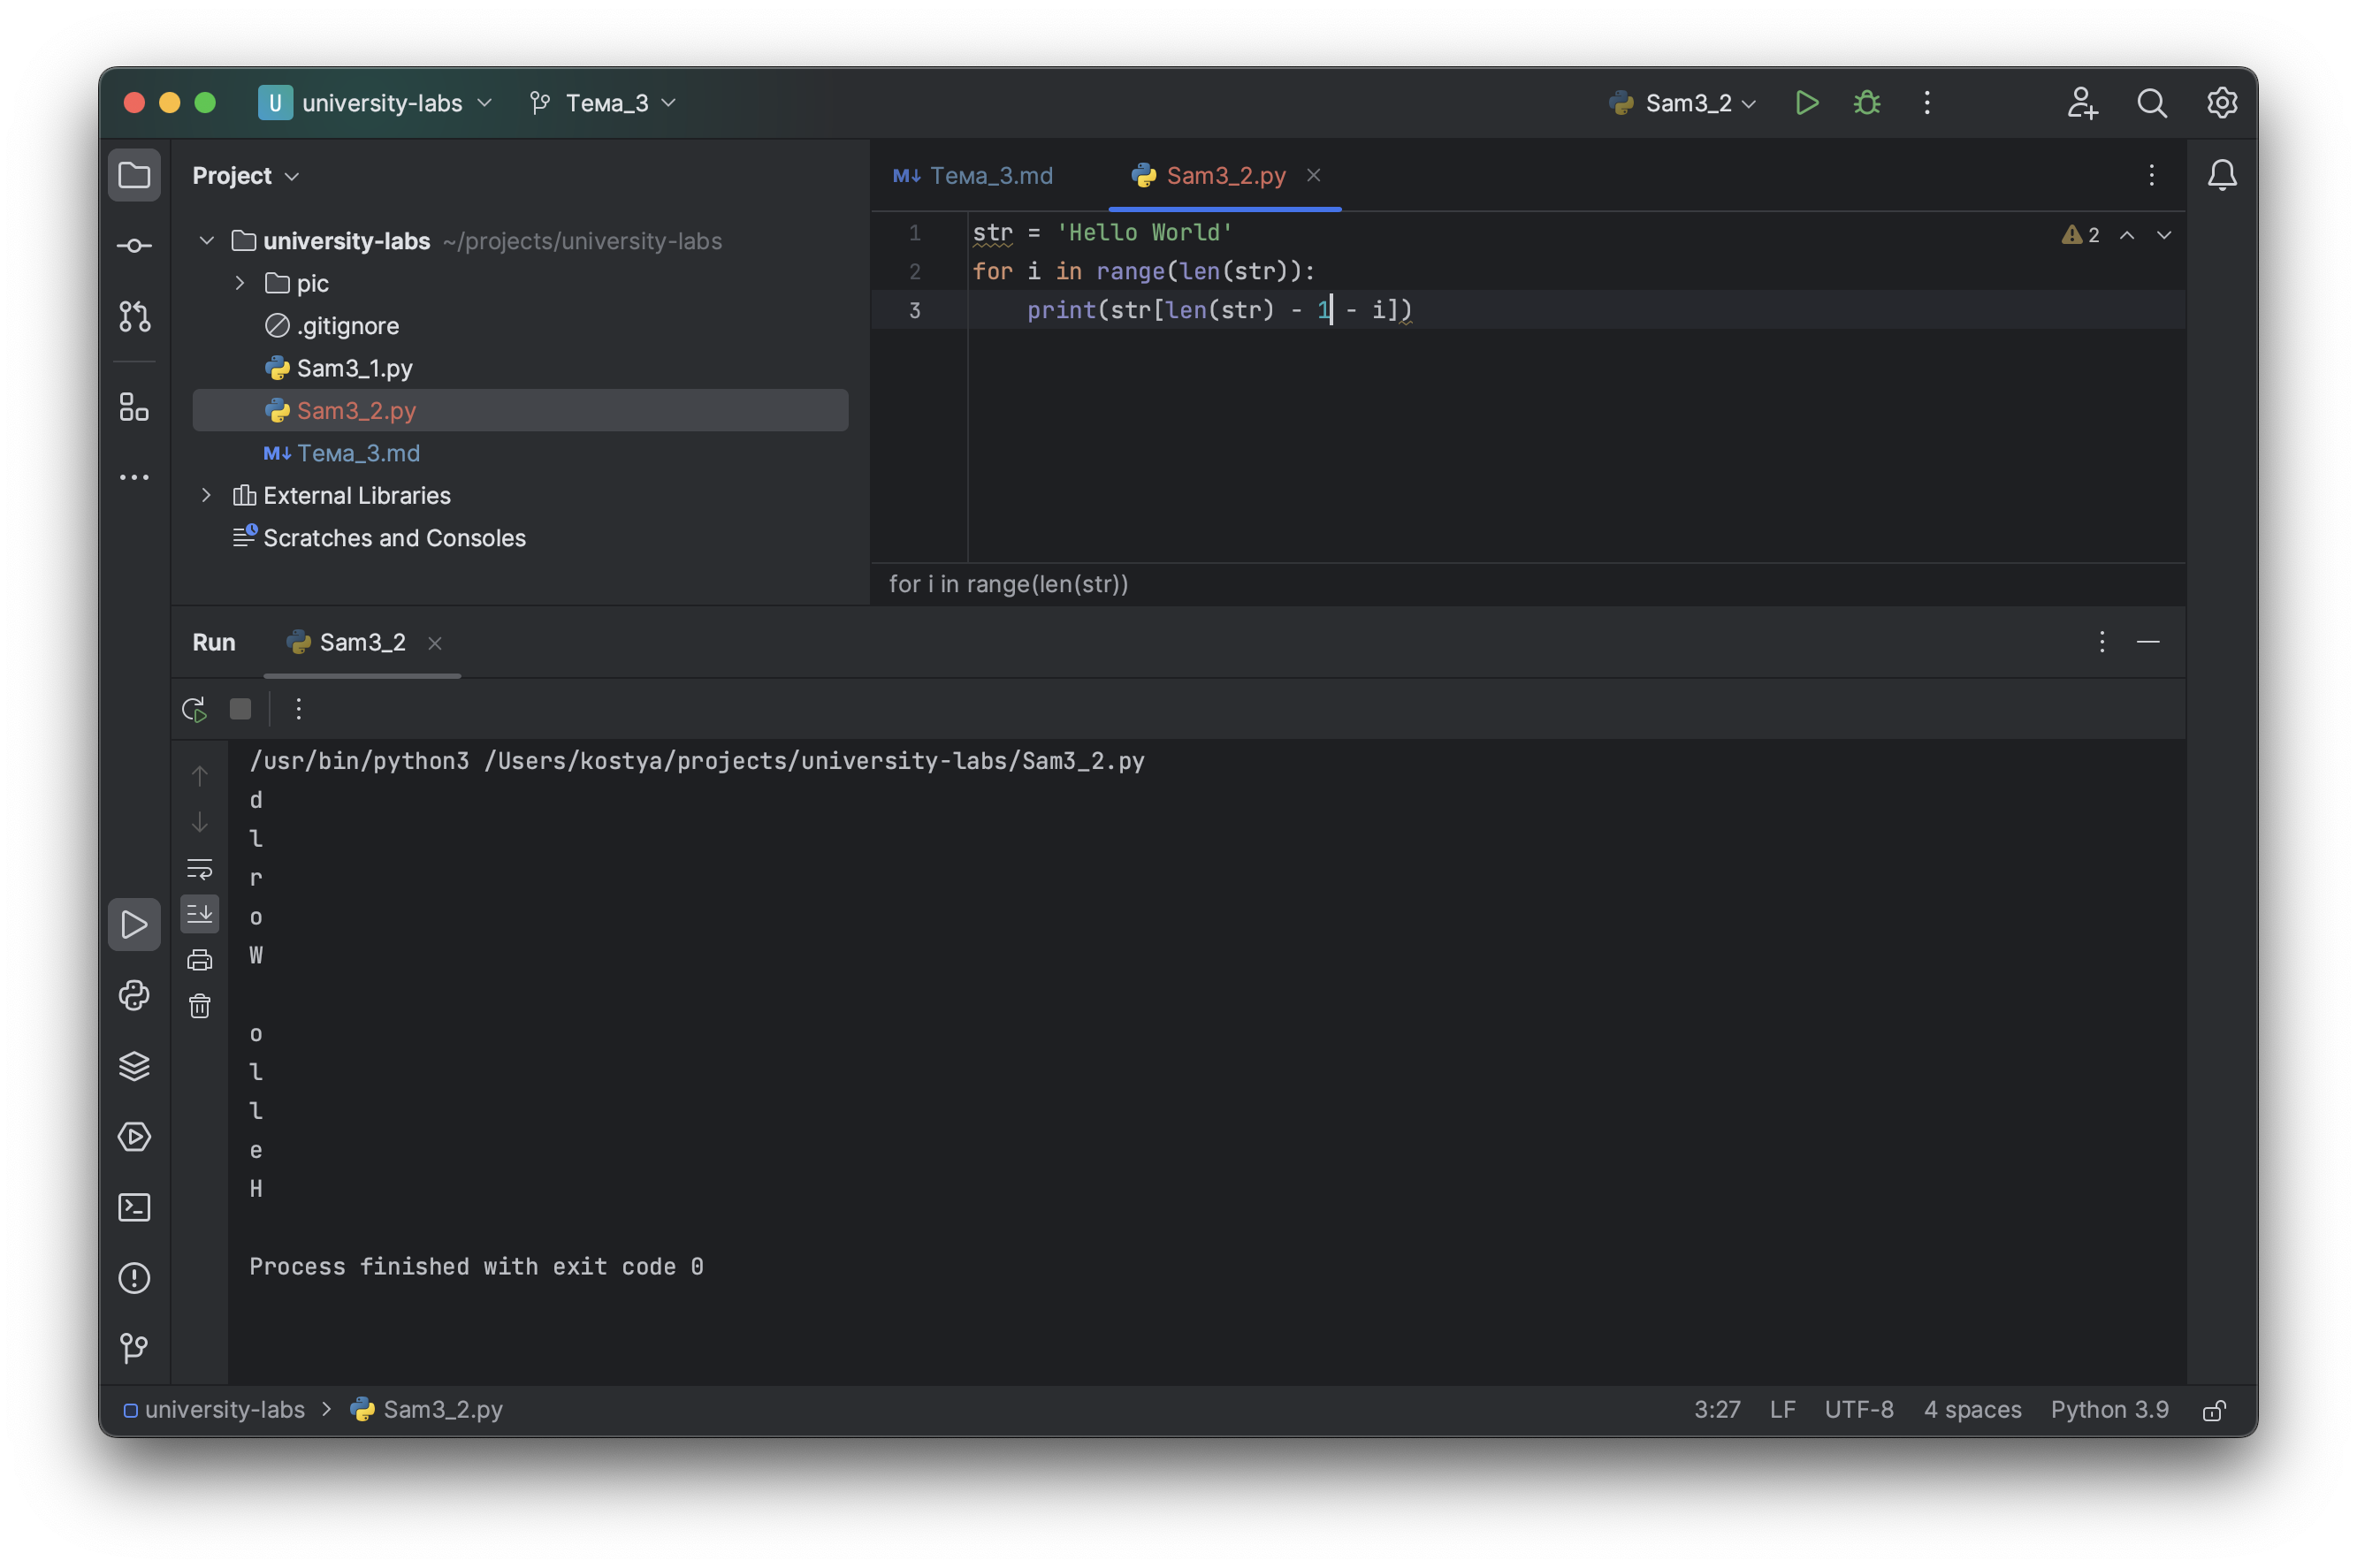 U university-labs Тема_3 Sam3_2
Project
university-labs ~/projects/university-labs
pic
.gitignore
Sam3_1.py
Sam3_2.py
M↓ Тема_3.md
External Libraries
Scratches and Consoles
M↓ Тема_3.md Sam3_2.py
1 str = 'Hello World'
2 for i in range(len(str)):
3 print(str[len(str) - 1 - i])
2
for i in range(len(str))
Run Sam3_2
/usr/bin/python3 /Users/kostya/projects/university-labs/Sam3_2.py
d
l
r
o
W
o
l
l
e
H
Process finished with exit code 0
university-labs > Sam3_2.py
3:27 LF UTF-8 4 spaces Python 3.9